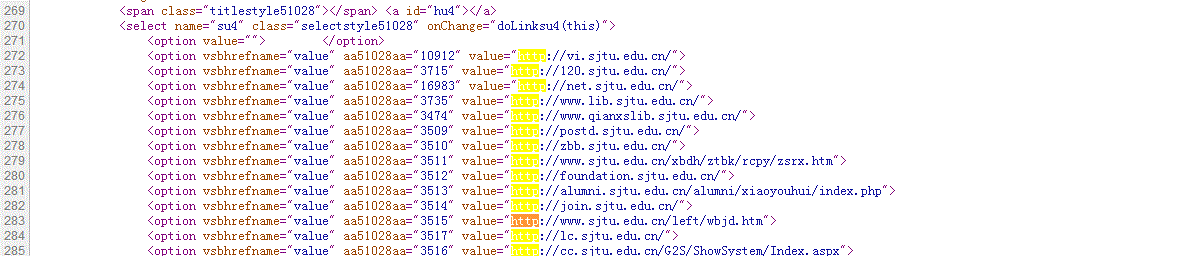 269 <span class="titlestyle51028"></span> <a id="hu4"></a>
270 <select name="su4" class="selectstyle51028" onChange="doLinksu4(this)">
271 <option value=""> </option>
272 <option vsbhrefname="value" aa51028aa="10912" value="http://vi.sjtu.edu.cn/">
273 <option vsbhrefname="value" aa51028aa="3715" value="http://120.sjtu.edu.cn/">
274 <option vsbhrefname="value" aa51028aa="16983" value="http://net.sjtu.edu.cn/">
275 <option vsbhrefname="value" aa51028aa="3735" value="http://www.lib.sjtu.edu.cn/">
276 <option vsbhrefname="value" aa51028aa="3474" value="http://www.qianxslib.sjtu.edu.cn/">
277 <option vsbhrefname="value" aa51028aa="3509" value="http://postd.sjtu.edu.cn/">
278 <option vsbhrefname="value" aa51028aa="3510" value="http://zbb.sjtu.edu.cn/">
279 <option vsbhrefname="value" aa51028aa="3511" value="http://www.sjtu.edu.cn/xbdh/ztbk/rcpy/zsrx.htm">
280 <option vsbhrefname="value" aa51028aa="3512" value="http://foundation.sjtu.edu.cn/">
281 <option vsbhrefname="value" aa51028aa="3513" value="http://alumni.sjtu.edu.cn/alumni/xiaoyouhui/index.php">
282 <option vsbhrefname="value" aa51028aa="3514" value="http://join.sjtu.edu.cn/">
283 <option vsbhrefname="value" aa51028aa="3515" value="http://www.sjtu.edu.cn/left/wbjd.htm">
284 <option vsbhrefname="value" aa51028aa="3517" value="http://lc.sjtu.edu.cn/">
285 <option vsbhrefname="value" aa51028aa="3516" value="http://cc.sjtu.edu.cn/G2S/ShowSystem/Index.aspx">